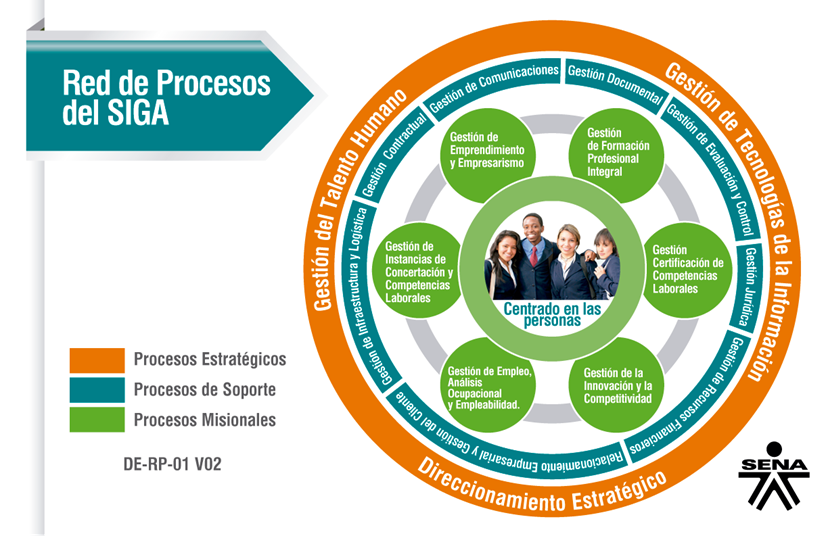 Red de Procesos
del SIGA
Gestión del Talento Humano
Gestión de Tecnologías de la Información
Direccionamiento Estratégico
Gestión de Comunicaciones
Gestión Documental
Gestión de Evaluación y Control
Gestión Jurídica
Gestión de Recursos Financieros
Relacionamiento Empresarial y Gestión del Cliente
Gestión de Infraestructura y Logística
Gestión Contractual
Gestión de
Emprendimiento
y Empresarismo
Gestión
de Formación
Profesional
Integral
Gestión de
Instancias de
Concertación y
Competencias
Laborales
Gestión
Certificación de
Competencias
Laborales
Centrado en las
personas
Gestión de Empleo,
Análisis
Ocupacional
y Empleabilidad.
Gestión de la
Innovación y la
Competitividad
Procesos Estratégicos
Procesos de Soporte
Procesos Misionales
DE-RP-01 V02
SENA